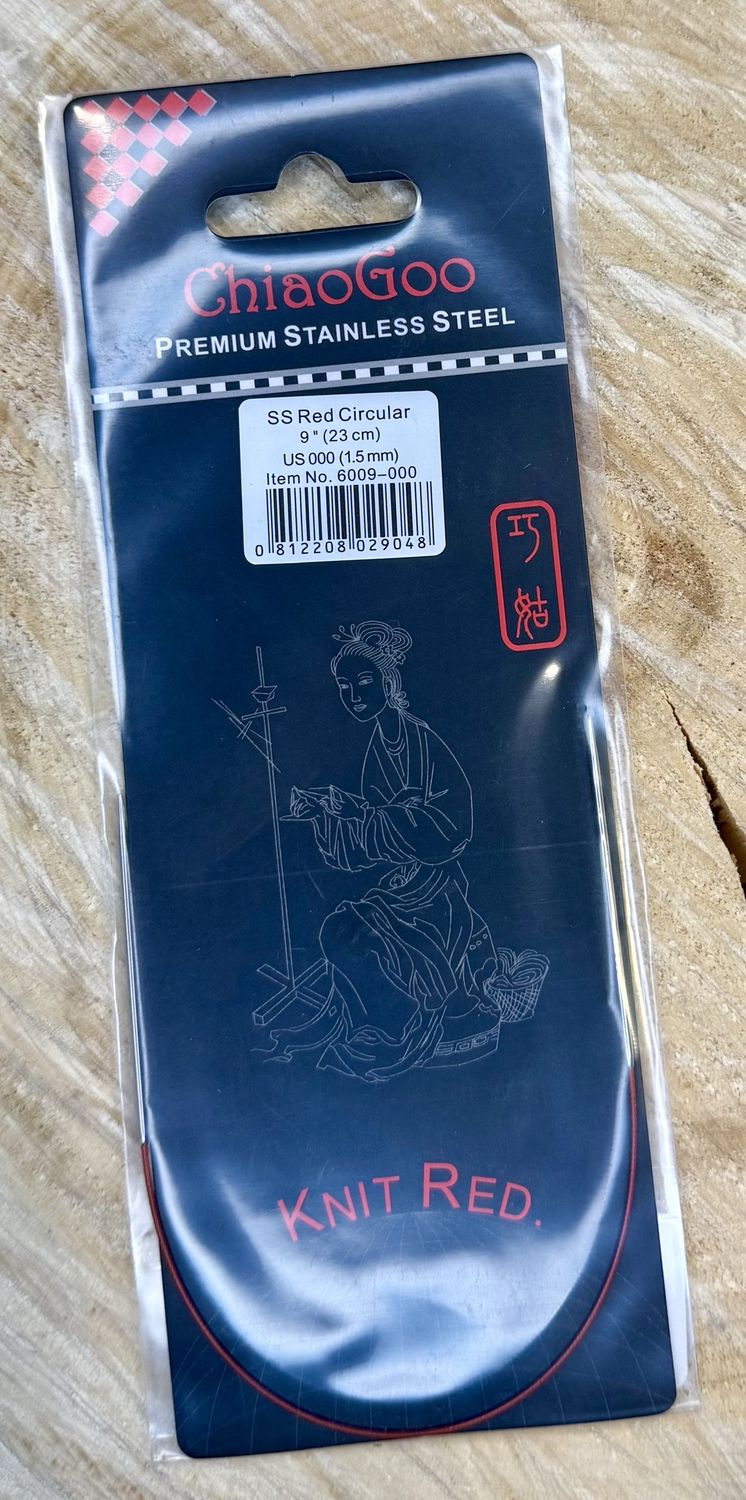 ChiaoGoo
PREMIUM STAINLESS STEEL
SS Red Circular
9" (23 cm)
US 000 (1.5 mm)
Item No. 6009-000
0 812208 029048
巧
姑
KNIT RED.